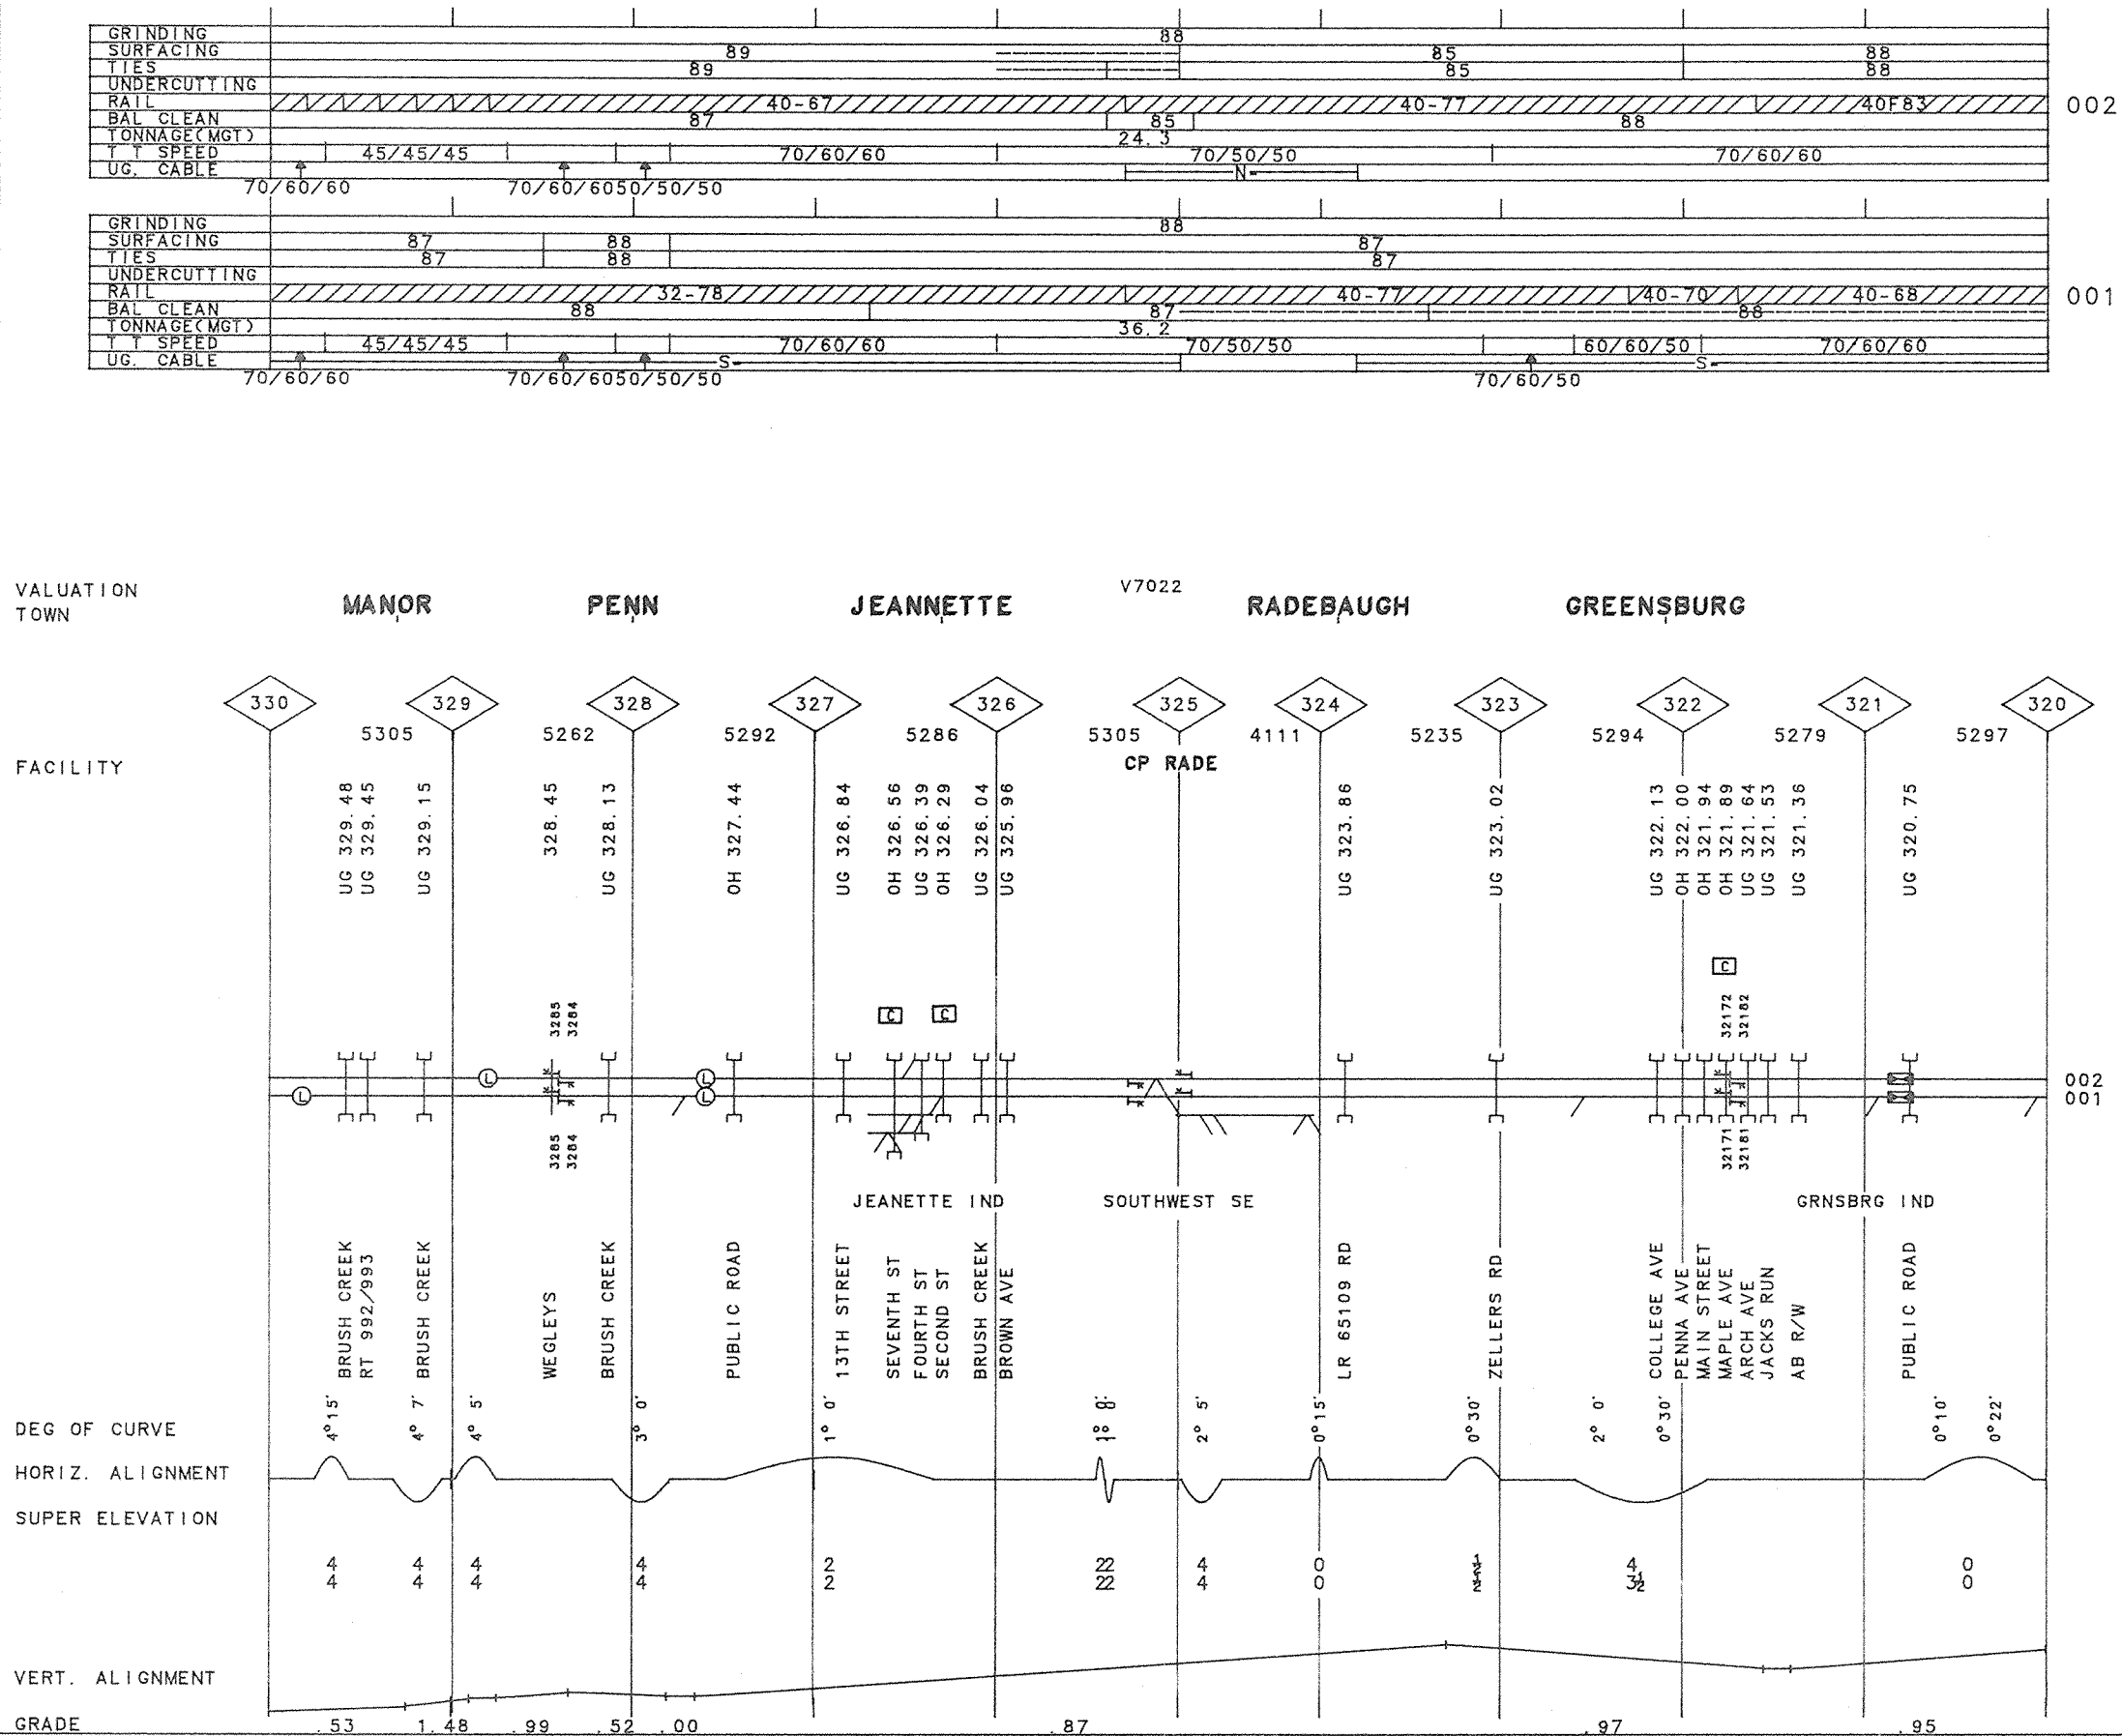 GRINDING 88
SURFACING 89 85 88
TIES 89 85 88
UNDERCUTTING
RAIL 40-67 40-77 40F83 002
BAL CLEAN 87 85 88
TONNAGE(MGT) 24.3
T T SPEED 45/45/45 70/60/60 70/50/50 70/60/60
UG. CABLE N
70/60/60 70/60/6050/50/50
GRINDING 88
SURFACING 87 88 87
TIES 87 88 87
UNDERCUTTING
RAIL 32-78 40-77 40-70 40-68 001
BAL CLEAN 88 87 88
TONNAGE(MGT) 36.2
T T SPEED 45/45/45 70/60/60 70/50/50 60/60/50 70/60/60
UG. CABLE S S
70/60/60 70/60/6050/50/50 70/60/50
VALUATION V7022
TOWN MANOR PENN JEANNETTE RADEBAUGH GREENSBURG
330 329 328 327 326 325 324 323 322 321 320
5305 5262 5292 5286 5305 4111 5235 5294 5279 5297
FACILITY CP RADE
UG 329.48
UG 329.45
UG 329.15
328.45
UG 328.13
OH 327.44
UG 326.84
OH 326.56
UG 326.39
OH 326.29
UG 326.04
UG 325.96
UG 323.86
UG 323.02
UG 322.13
OH 322.00
OH 321.94
OH 321.89
UG 321.64
UG 321.53
UG 321.36
UG 320.75
C C C
3285 3284 32172 32182
L L L L
002
001
3285 3284 32171 32181
JEANETTE IND SOUTHWEST SE GRNSBRG IND
BRUSH CREEK
RT 992/993
BRUSH CREEK
WEGLEYS
BRUSH CREEK
PUBLIC ROAD
13TH STREET
SEVENTH ST
FOURTH ST
SECOND ST
BRUSH CREEK
BROWN AVE
LR 65109 RD
ZELLERS RD
COLLEGE AVE
PENNA AVE
MAIN STREET
MAPLE AVE
ARCH AVE
JACKS RUN
AB R/W
PUBLIC ROAD
DEG OF CURVE 4°15' 4° 7' 4° 5' 3° 0' 1° 0' 2° 5' 0°15' 0°30' 2° 0' 0°30' 0°10' 0°22'
HORIZ. ALIGNMENT
SUPER ELEVATION
4 4 4 4 2 22 4 0 4 0
4 4 4 4 2 22 4 0 3½ 0
VERT. ALIGNMENT
GRADE .53 1.48 .99 .52 .00 .87 .97 .95